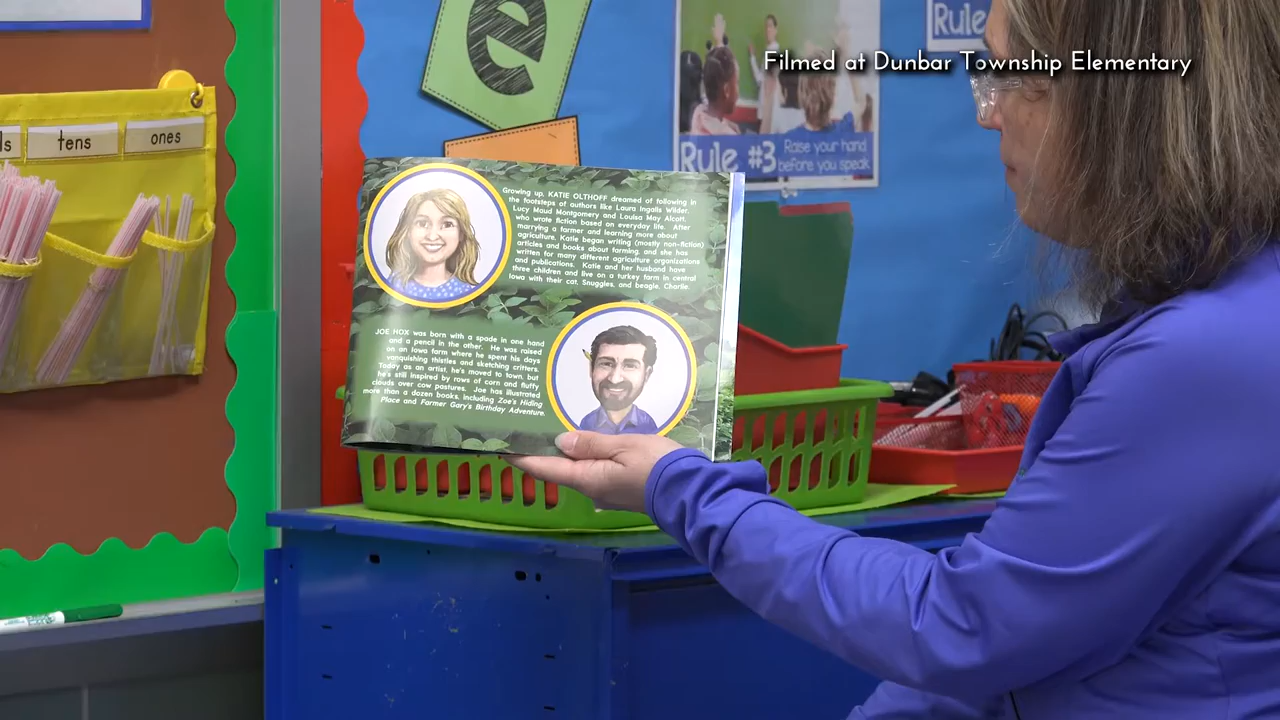 Filmed at Dunbar Township Elementary
e
Rule
Rule #3 Raise your hand
before you speak
ls tens ones
Growing up, KATIE OLTHOFF dreamed of following in
the footsteps of authors like Laura Ingalls Wilder,
Lucy Maud Montgomery and Louisa May Alcott,
who wrote fiction based on everyday life. After
marrying a farmer and learning more about
agriculture, Katie began writing (mostly non-fiction)
articles and books about farming, and she has
written for many different agriculture organizations
and publications. Katie and her husband have
three children and live on a turkey farm in central
Iowa with their cat, Snuggles, and beagle, Charlie.
JOE HOX was born with a spade in one hand
and a pencil in the other. He was raised
on an Iowa farm where he spent his days
vanquishing thistles and sketching critters.
Today as an artist, he's moved to town, but
he's still inspired by rows of corn and fluffy
clouds over cow pastures. Joe has illustrated
more than a dozen books, including Zoe's Hiding
Place and Farmer Gary's Birthday Adventure.